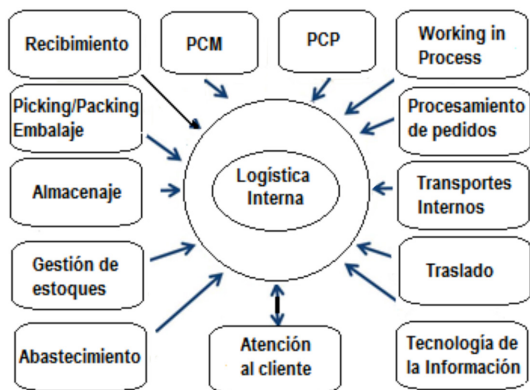 Recibimiento
PCM
PCP
Working in
Process
Picking/Packing
Embalaje
Procesamiento
de pedidos
Almacenaje
Logística
Interna
Transportes
Internos
Gestión de
estoques
Traslado
Abastecimiento
Atención
al cliente
Tecnología de
la Información